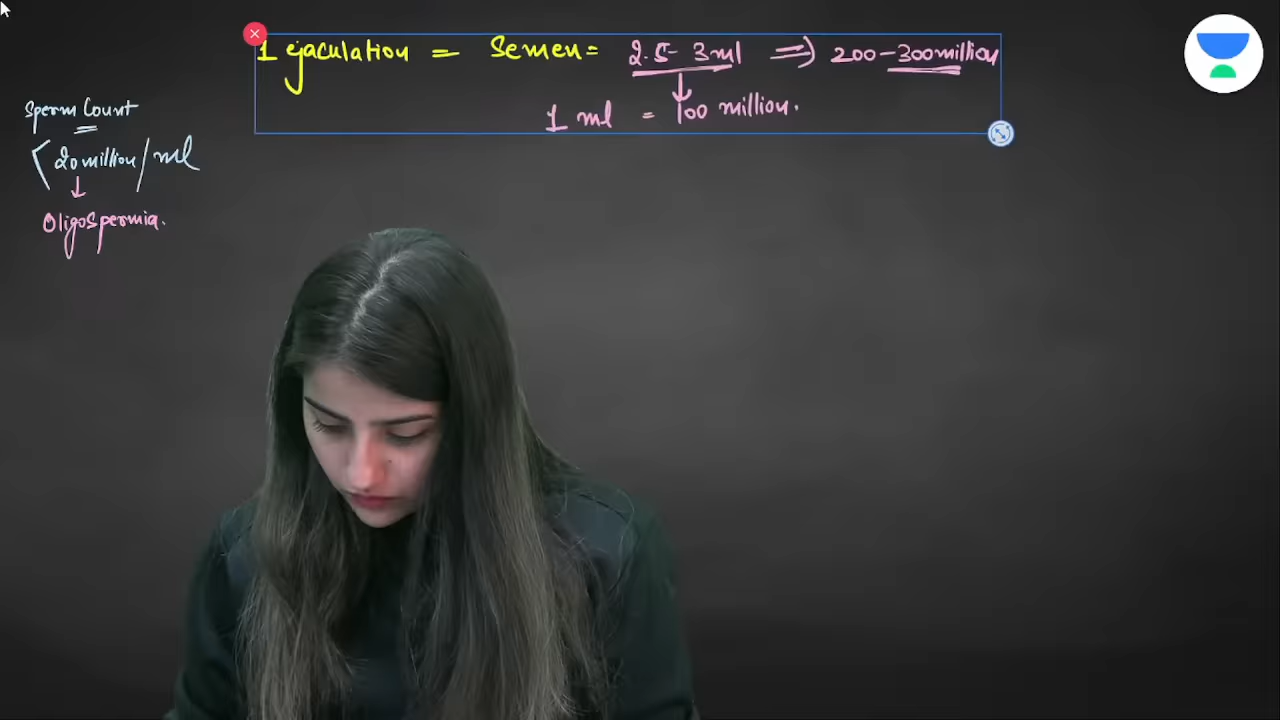 1 ejaculation = Semen = 2.5 - 3ml ⇒ 200-300million
1 ml = 100 million.
Sperm Count
< 20 million/ml
↓
Oligospermia.